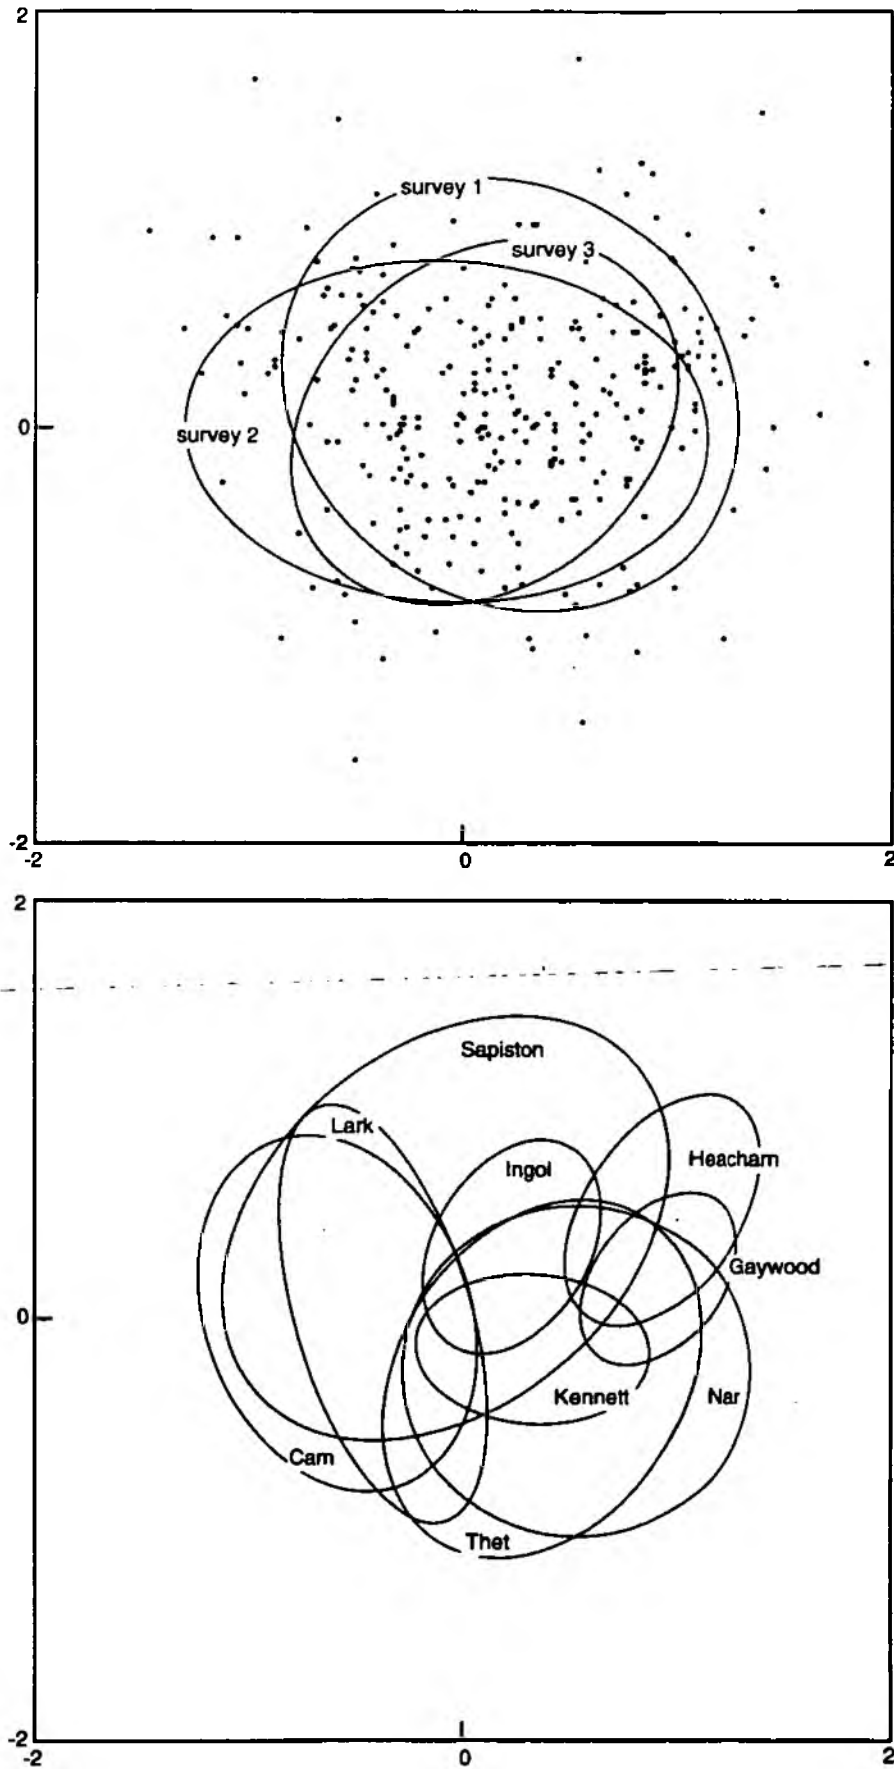 2
survey 1
survey 3
0
survey 2
-2
-2
0
2
2
Sapiston
Lark
Ingol
Heacham
Gaywood
0
Kennett
Nar
Cam
Thet
-2
-2
0
2